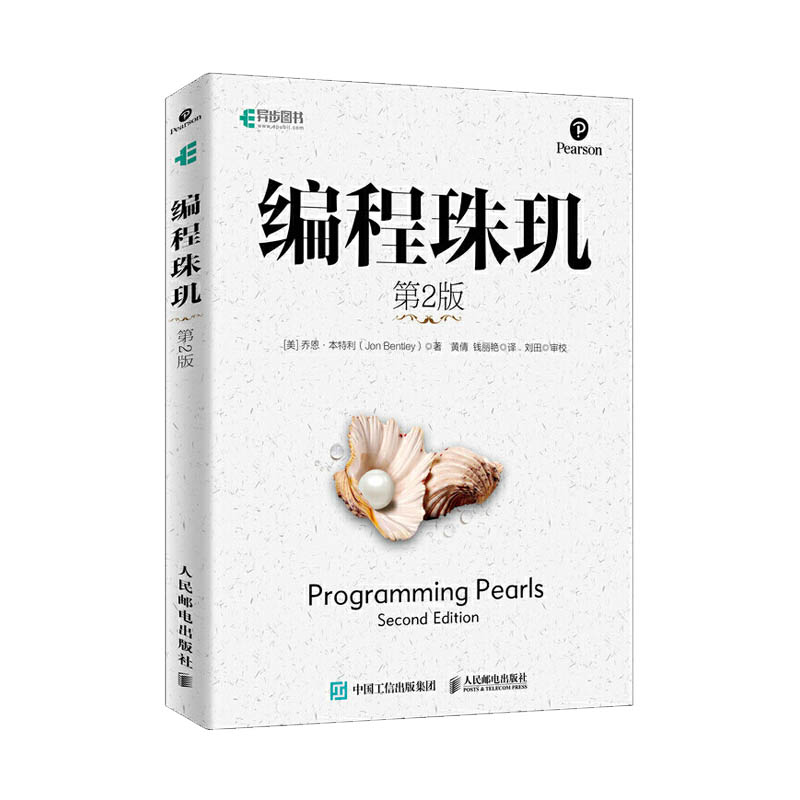 Pearson
编程珠玑
第2版
人民邮电出版社
异步图书
www.epubit.com
Pearson
编程珠玑
第2版
[美] 乔恩·本特利（Jon Bentley）◎著 黄倩 钱丽艳◎译 刘田◎审校
Programming Pearls
Second Edition
中国工信出版集团 人民邮电出版社
POSTS & TELECOM PRESS